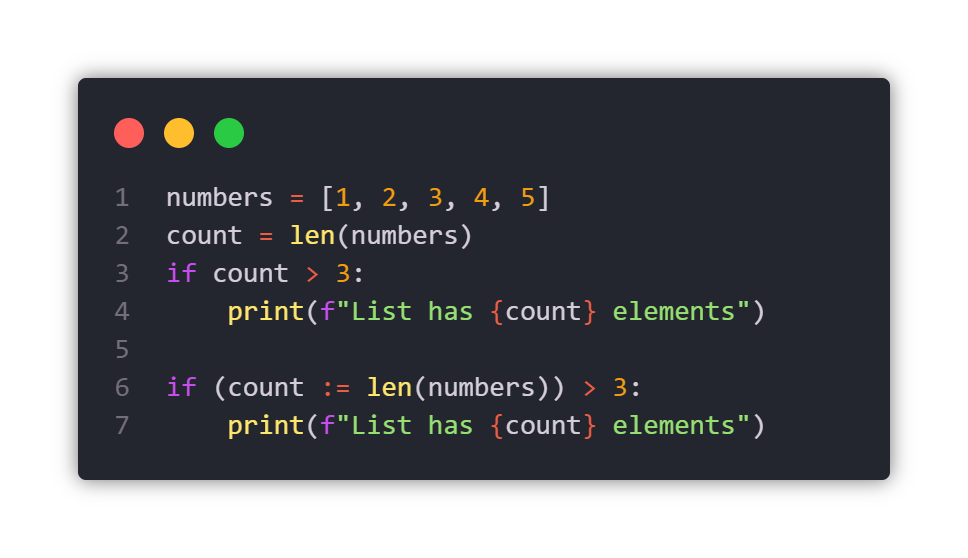 1 numbers = [1, 2, 3, 4, 5]
2 count = len(numbers)
3 if count > 3:
4     print(f"List has {count} elements")
5
6 if (count := len(numbers)) > 3:
7     print(f"List has {count} elements")